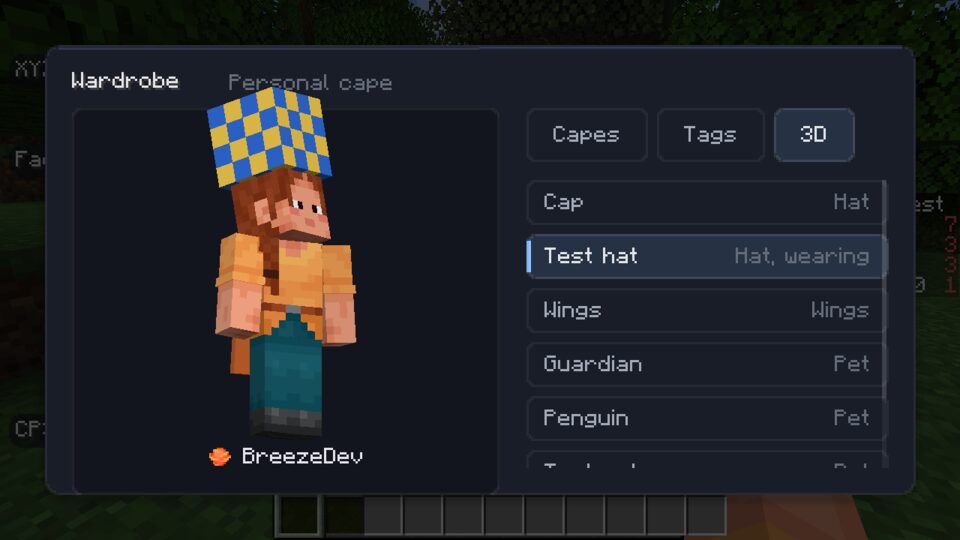 Wardrobe Personal cape
Capes Tags 3D
Cap Hat
Test hat Hat, wearing
Wings Wings
Guardian Pet
Penguin Pet
BreezeDev